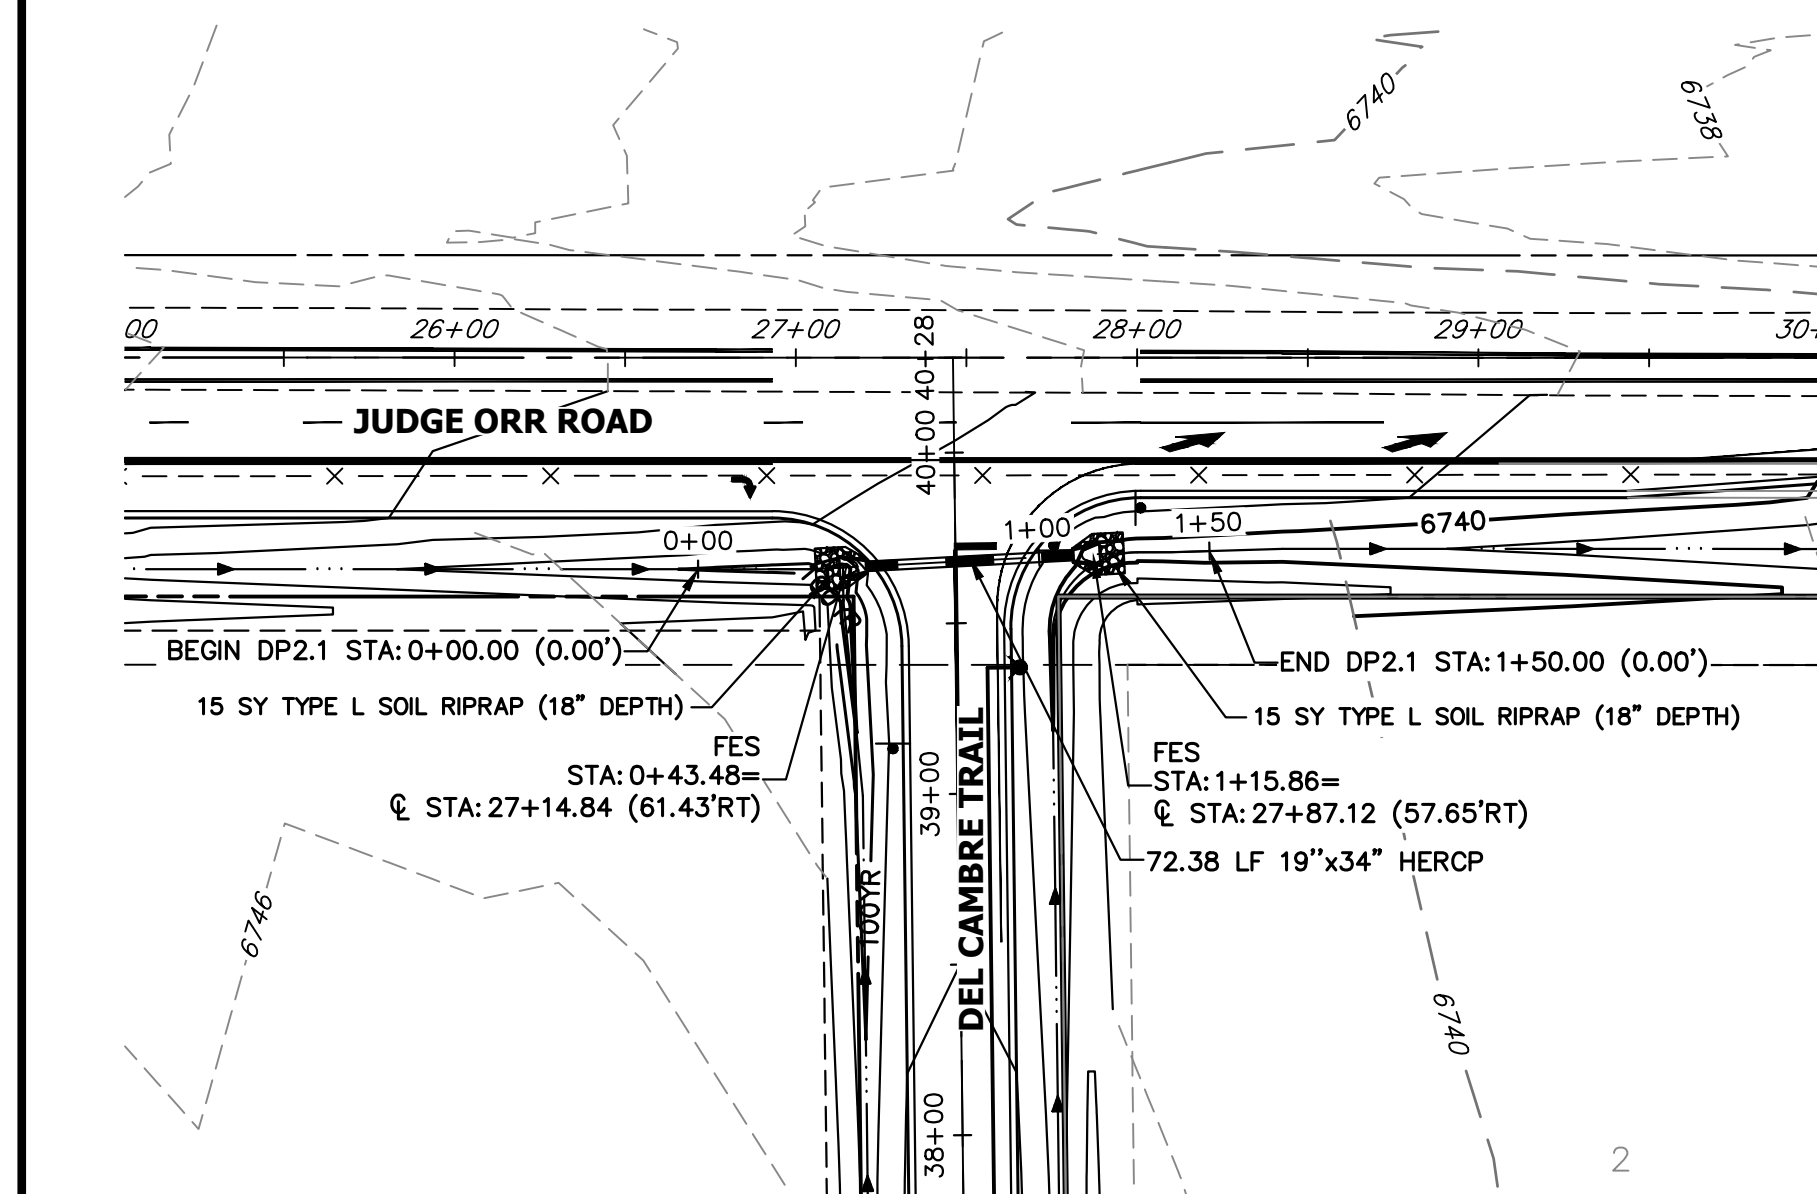 6740
6738
00
26+00
27+00
28+00
29+00
40+28
40+00
JUDGE ORR ROAD
0+00
1+00
1+50
6740
BEGIN DP2.1 STA: 0+00.00 (0.00')
END DP2.1 STA: 1+50.00 (0.00')
15 SY TYPE L SOIL RIPRAP (18" DEPTH)
15 SY TYPE L SOIL RIPRAP (18" DEPTH)
FES
STA: 0+43.48=
℄ STA: 27+14.84 (61.43'RT)
FES
STA: 1+15.86=
℄ STA: 27+87.12 (57.65'RT)
72.38 LF 19"x34" HERCP
39+00
DEL CAMBRE TRAIL
100YR
6746
6740
38+00
2